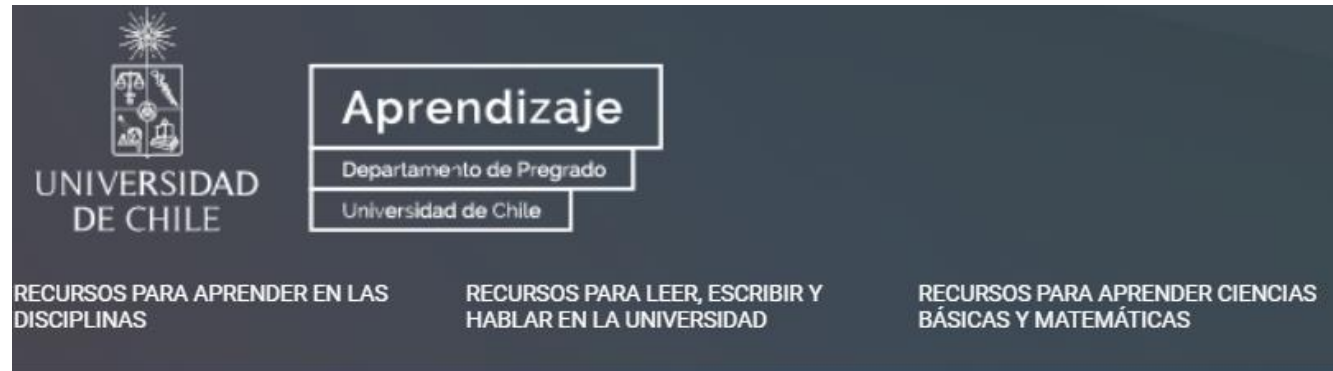 UNIVERSIDAD
DE CHILE
Aprendizaje
Departamento de Pregrado
Universidad de Chile
RECURSOS PARA APRENDER EN LAS
DISCIPLINAS
RECURSOS PARA LEER, ESCRIBIR Y
HABLAR EN LA UNIVERSIDAD
RECURSOS PARA APRENDER CIENCIAS
BÁSICAS Y MATEMÁTICAS